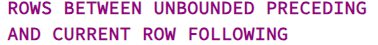 ROWS BETWEEN UNBOUNDED PRECEDING
AND CURRENT ROW FOLLOWING